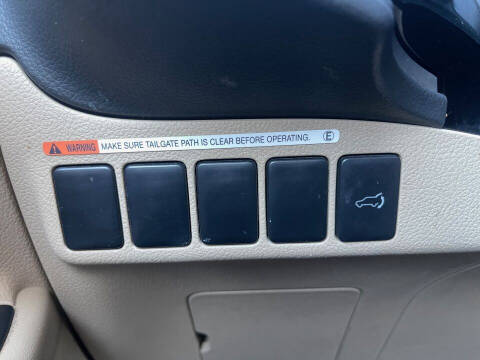 WARNING MAKE SURE TAILGATE PATH IS CLEAR BEFORE OPERATING. E